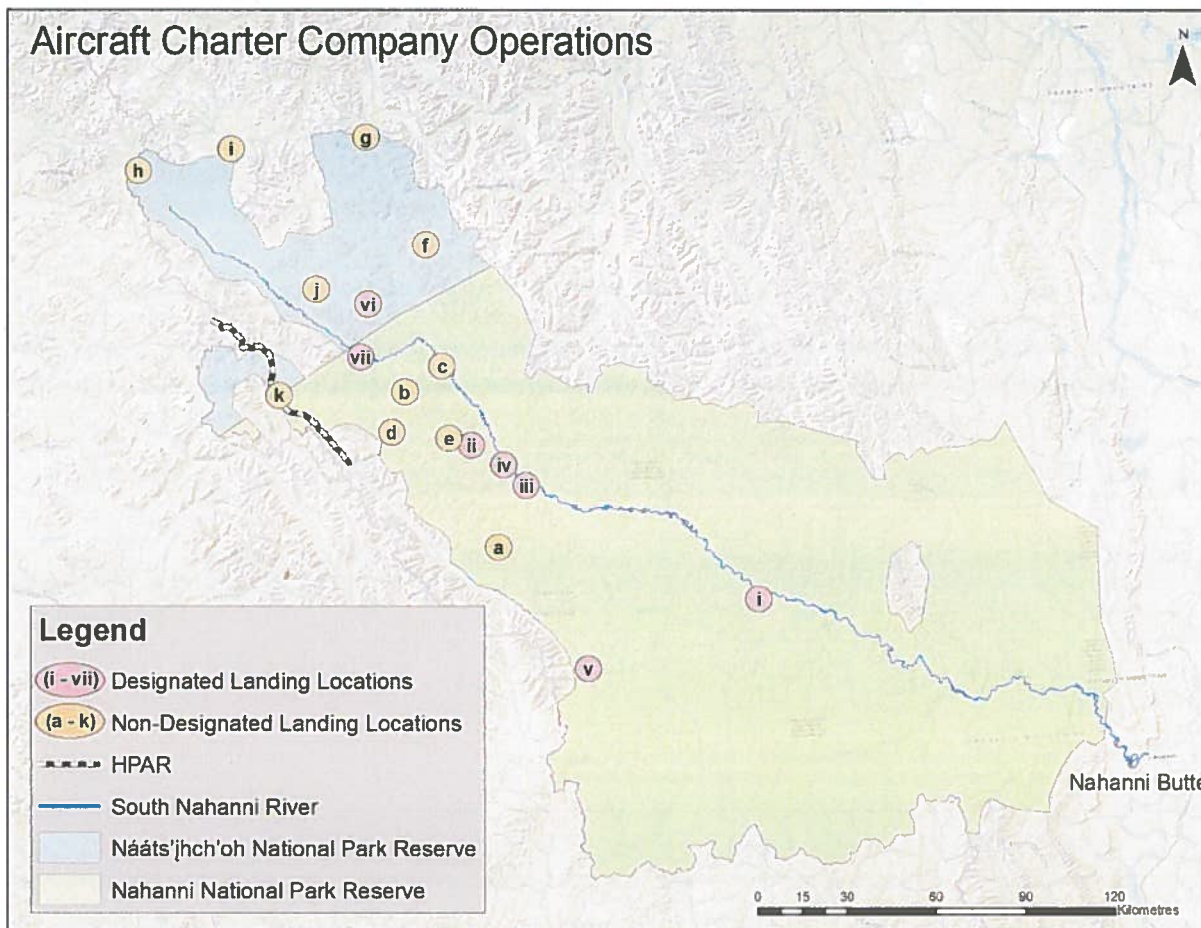 Aircraft Charter Company Operations
N
g
i
h
f
j
vi
vii
c
k
b
d
e
ii
iv
iii
a
i
v
Nahanni Butte
Legend
(i - vii) Designated Landing Locations
(a - k) Non-Designated Landing Locations
HPAR
South Nahanni River
Nááts'įhch'oh National Park Reserve
Nahanni National Park Reserve
0 15 30 60 90 120
Kilometres